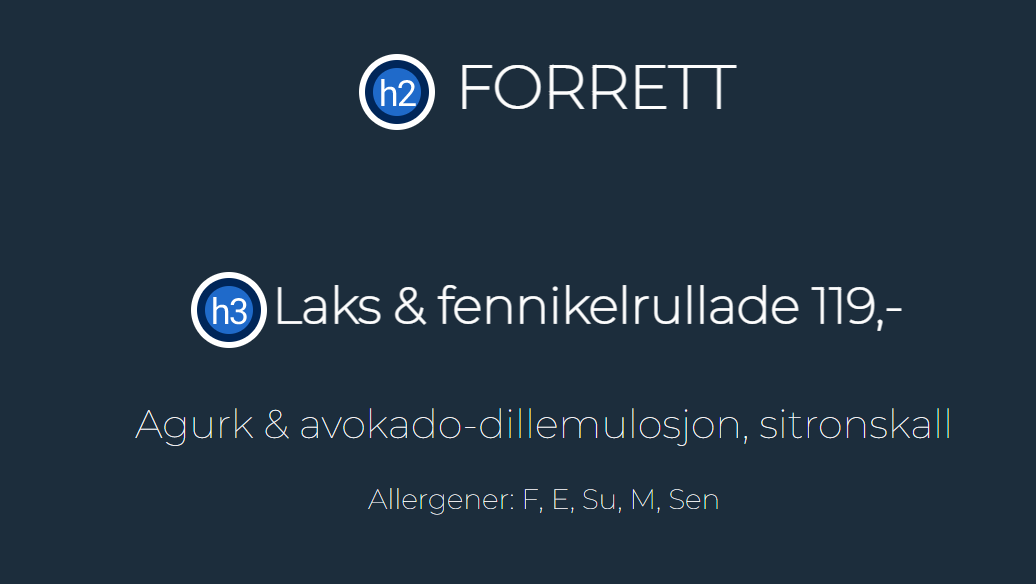 h2 FORRETT
h3 Laks & fennikelrullade 119,-
Agurk & avokado-dillemulosjon, sitronskall
Allergener: F, E, Su, M, Sen